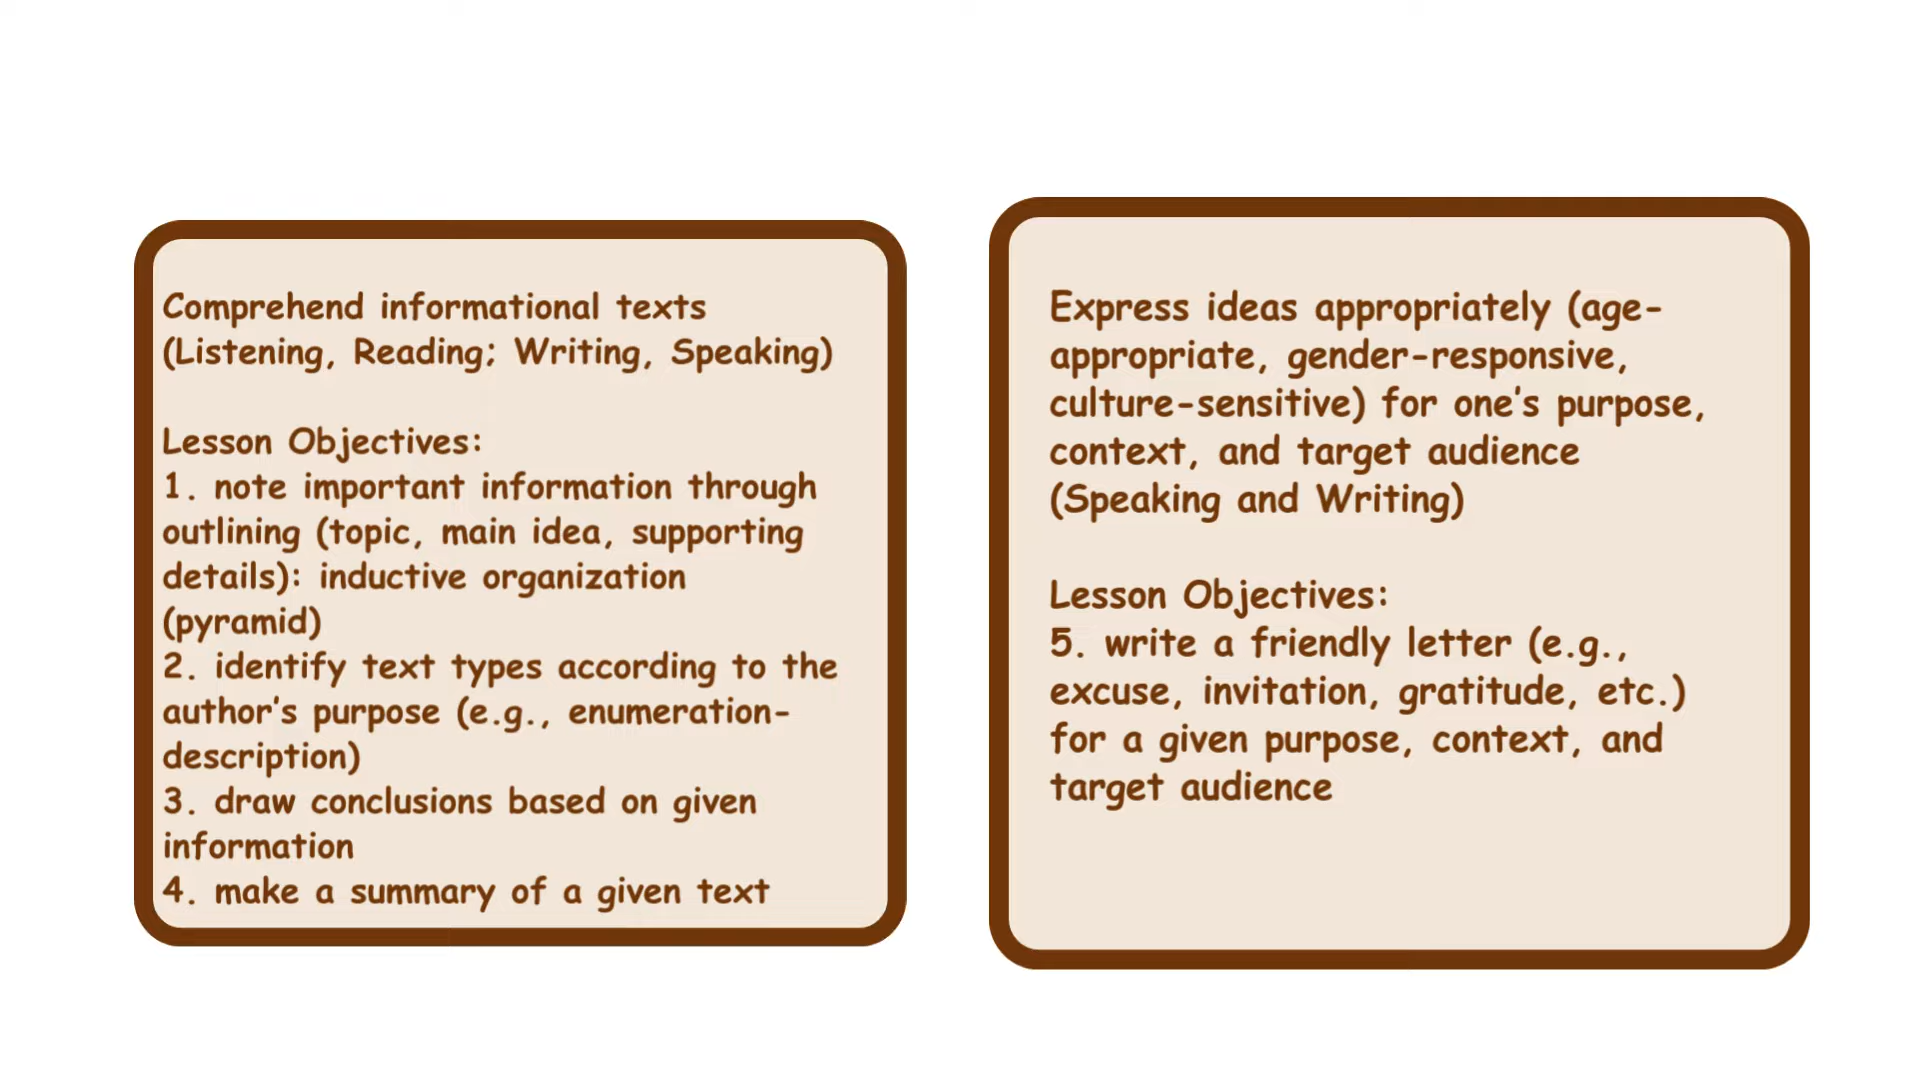 Comprehend informational texts
(Listening, Reading; Writing, Speaking)
Lesson Objectives:
1. note important information through
outlining (topic, main idea, supporting
details): inductive organization
(pyramid)
2. identify text types according to the
author's purpose (e.g., enumeration-
description)
3. draw conclusions based on given
information
4. make a summary of a given text
Express ideas appropriately (age-
appropriate, gender-responsive,
culture-sensitive) for one's purpose,
context, and target audience
(Speaking and Writing)
Lesson Objectives:
5. write a friendly letter (e.g.,
excuse, invitation, gratitude, etc.)
for a given purpose, context, and
target audience